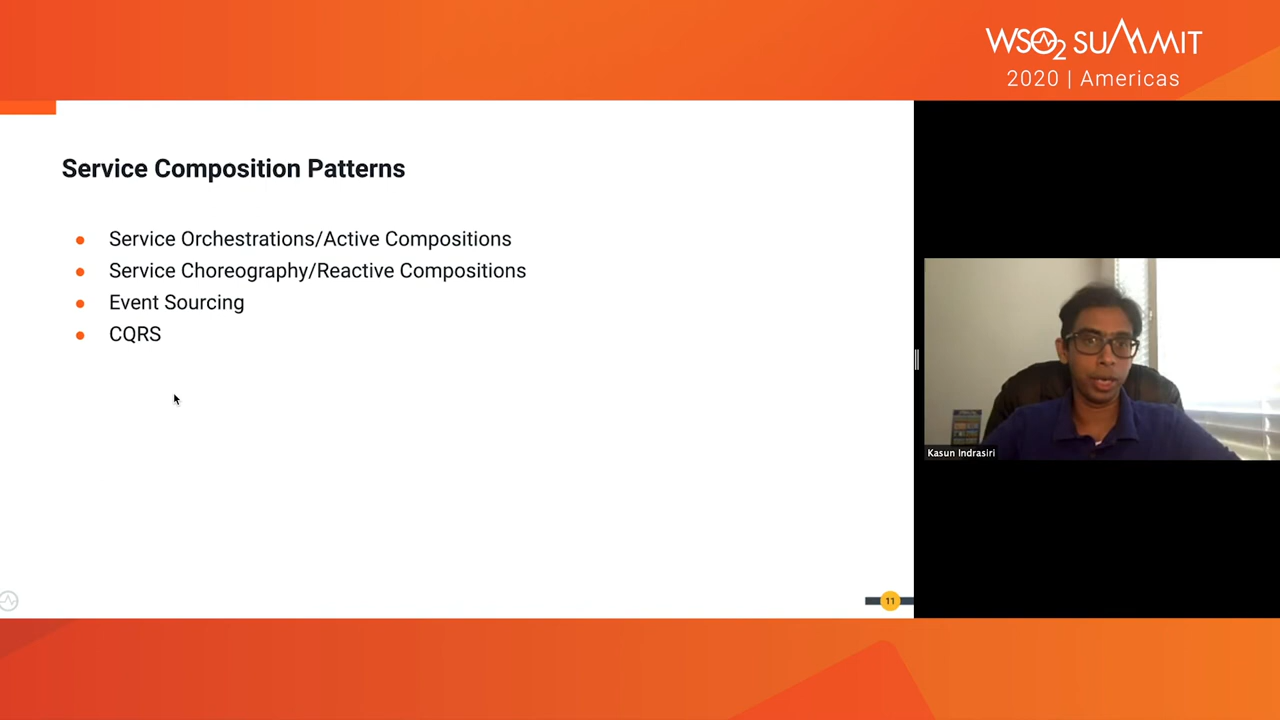 WSO2 SUMMIT
2020 | Americas
Service Composition Patterns
Service Orchestrations/Active Compositions
Service Choreography/Reactive Compositions
Event Sourcing
CQRS
Kasun Indrasiri
11